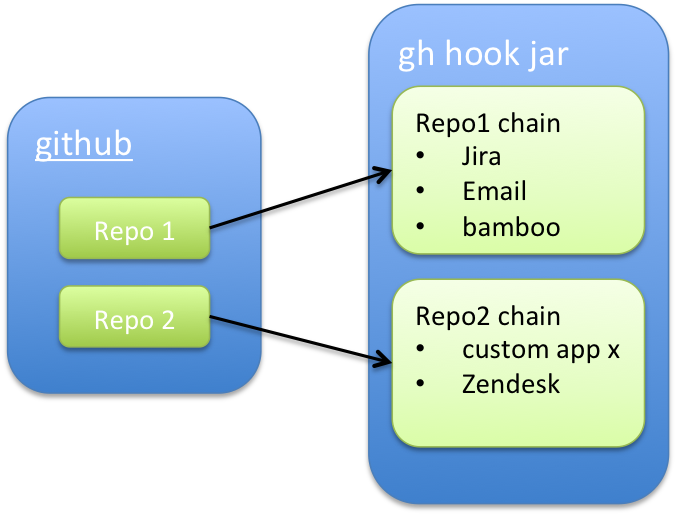 github
Repo 1
Repo 2
gh hook jar
Repo1 chain
• Jira
• Email
• bamboo
Repo2 chain
• custom app x
• Zendesk